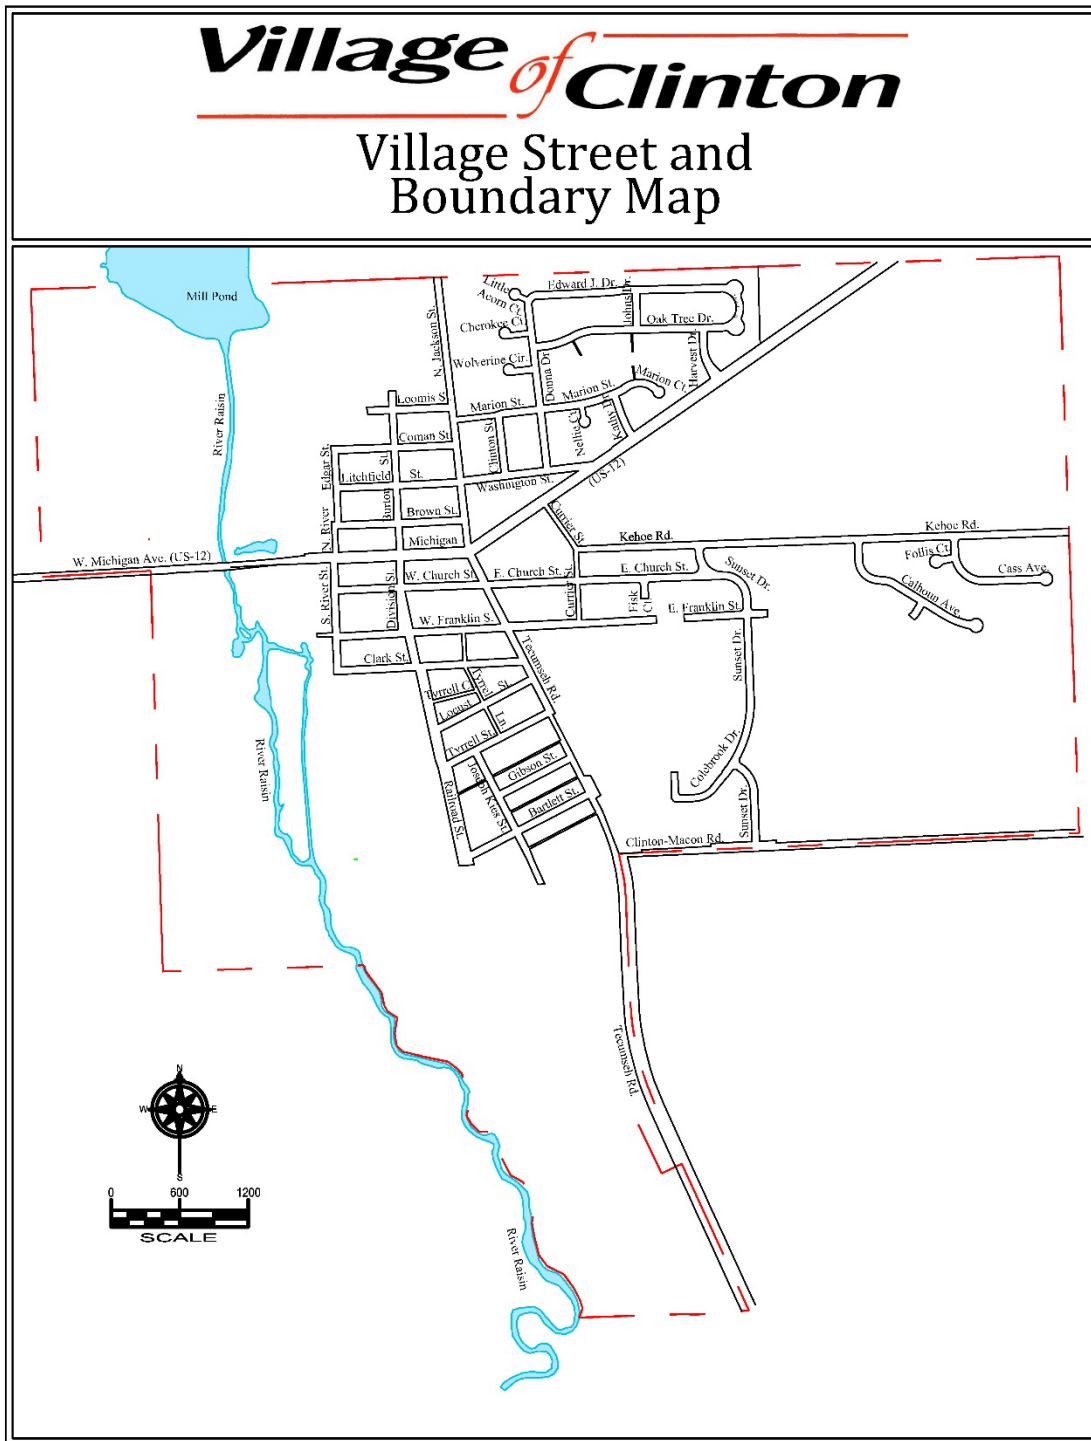 Village of Clinton
Village Street and
Boundary Map
Mill Pond
River Raisin
N. Jackson St.
Little
Acorn Ct.
Edward J. Dr.
Johns Dr.
Cherokee Ct.
Oak Tree Dr.
Wolverine Cir.
Donna Dr
Harvest Dr.
Marion Ct.
Marion St.
Loomis S.
Marion St.
Kathy Dr
Nellie Ct
Clinton St.
Coman St.
Edgar St.
Litchfield St.
Washington St.
(US-12)
Burton St.
Brown St.
Currier St.
Kehoe Rd.
Kehoe Rd.
N. River
Michigan
W. Michigan Ave. (US-12)
Follis Ct.
Cass Ave.
Calhoun Ave.
W. Church St.
E. Church St.
E. Church St.
Sunset Dr.
S. River St.
Division St.
Currier St.
Fisk
Ct.
E. Franklin St.
W. Franklin S.
Clark St.
Tecumseh Rd.
Sunset Dr.
Tyrrell Ct
Tyrrel St.
Locust
Ln
Tyrrell St.
River Raisin
Joseph Kies St.
Gibson St.
Colebrook Dr.
Railroad St.
Bartlett St.
Sunset Dr.
Clinton-Macon Rd.
Tecumseh Rd.
N
W
E
S
0 600 1200
SCALE
River Raisin